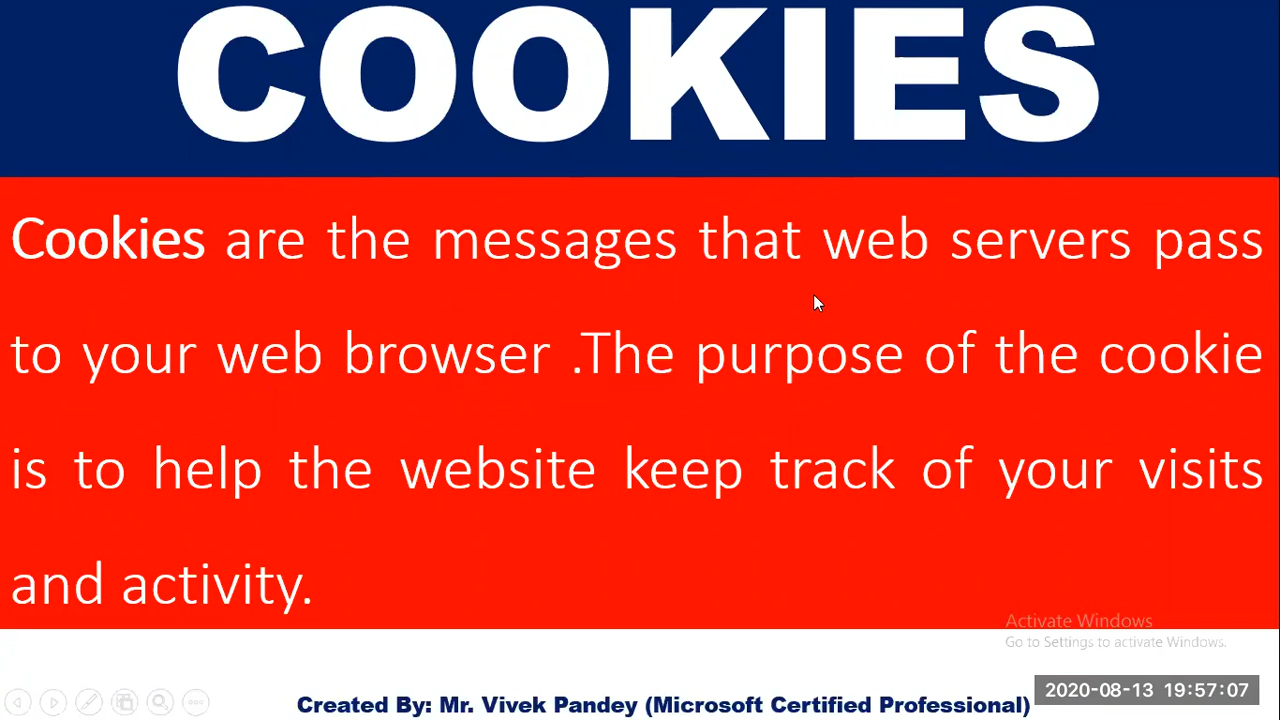 COOKIES
Cookies are the messages that web servers pass
to your web browser .The purpose of the cookie
is to help the website keep track of your visits
and activity.
Activate Windows
Go to Settings to activate Windows.
2020-08-13 19:57:07
Created By: Mr. Vivek Pandey (Microsoft Certified Professional)